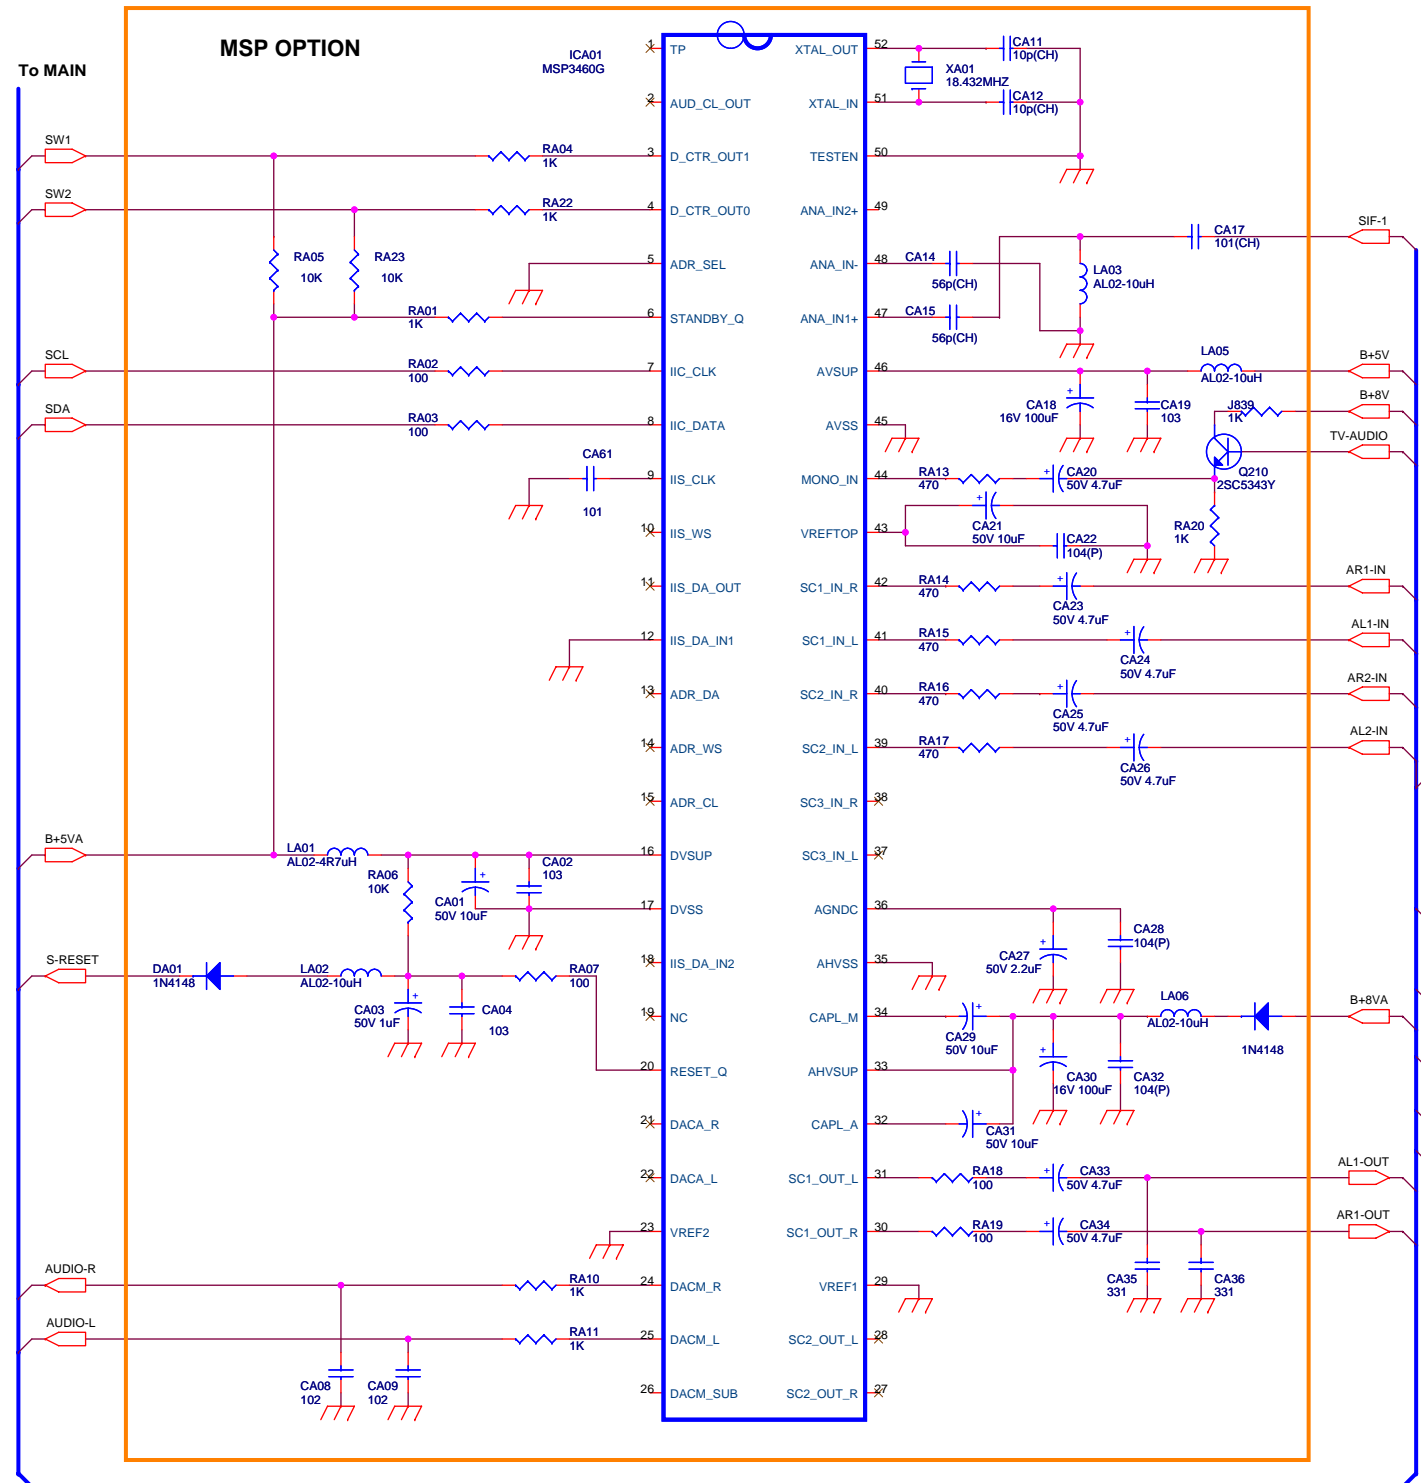 MSP OPTION
To MAIN
ICA01
MSP3460G
SW1
SW2
SCL
SDA
B+5VA
S-RESET
AUDIO-R
AUDIO-L
RA04
1K
RA22
1K
RA05
10K
RA23
10K
RA01
1K
RA02
100
RA03
100
CA61
101
LA01
AL02-4R7uH
RA06
10K
CA01
50V 10uF
CA02
103
DA01
1N4148
LA02
AL02-10uH
CA03
50V 1uF
CA04
103
RA07
100
RA10
1K
RA11
1K
CA08
102
CA09
102
1 TP
2 AUD_CL_OUT
3 D_CTR_OUT1
4 D_CTR_OUT0
5 ADR_SEL
6 STANDBY_Q
7 IIC_CLK
8 IIC_DATA
9 IIS_CLK
10 IIS_WS
11 IIS_DA_OUT
12 IIS_DA_IN1
13 ADR_DA
14 ADR_WS
15 ADR_CL
16 DVSUP
17 DVSS
18 IIS_DA_IN2
19 NC
20 RESET_Q
21 DACA_R
22 DACA_L
23 VREF2
24 DACM_R
25 DACM_L
26 DACM_SUB
XTAL_OUT 52
XTAL_IN 51
TESTEN 50
ANA_IN2+ 49
ANA_IN- 48
ANA_IN1+ 47
AVSUP 46
AVSS 45
MONO_IN 44
VREFTOP 43
SC1_IN_R 42
SC1_IN_L 41
SC2_IN_R 40
SC2_IN_L 39
SC3_IN_R 38
SC3_IN_L 37
AGNDC 36
AHVSS 35
CAPL_M 34
AHVSUP 33
CAPL_A 32
SC1_OUT_L 31
SC1_OUT_R 30
VREF1 29
SC2_OUT_L 28
SC2_OUT_R 27
CA11
10p(CH)
XA01
18.432MHZ
CA12
10p(CH)
CA17
101(CH)
CA14
56p(CH)
LA03
AL02-10uH
CA15
56p(CH)
LA05
AL02-10uH
CA18
16V 100uF
CA19
103
J839
1K
Q210
2SC5343Y
RA13
470
CA20
50V 4.7uF
CA21
50V 10uF
CA22
104(P)
RA20
1K
RA14
470
CA23
50V 4.7uF
RA15
470
CA24
50V 4.7uF
RA16
470
CA25
50V 4.7uF
RA17
470
CA26
50V 4.7uF
CA27
50V 2.2uF
CA28
104(P)
LA06
AL02-10uH
1N4148
CA29
50V 10uF
CA30
16V 100uF
CA32
104(P)
CA31
50V 10uF
RA18
100
CA33
50V 4.7uF
RA19
100
CA34
50V 4.7uF
CA35
331
CA36
331
SIF-1
B+5V
B+8V
TV-AUDIO
AR1-IN
AL1-IN
AR2-IN
AL2-IN
B+8VA
AL1-OUT
AR1-OUT